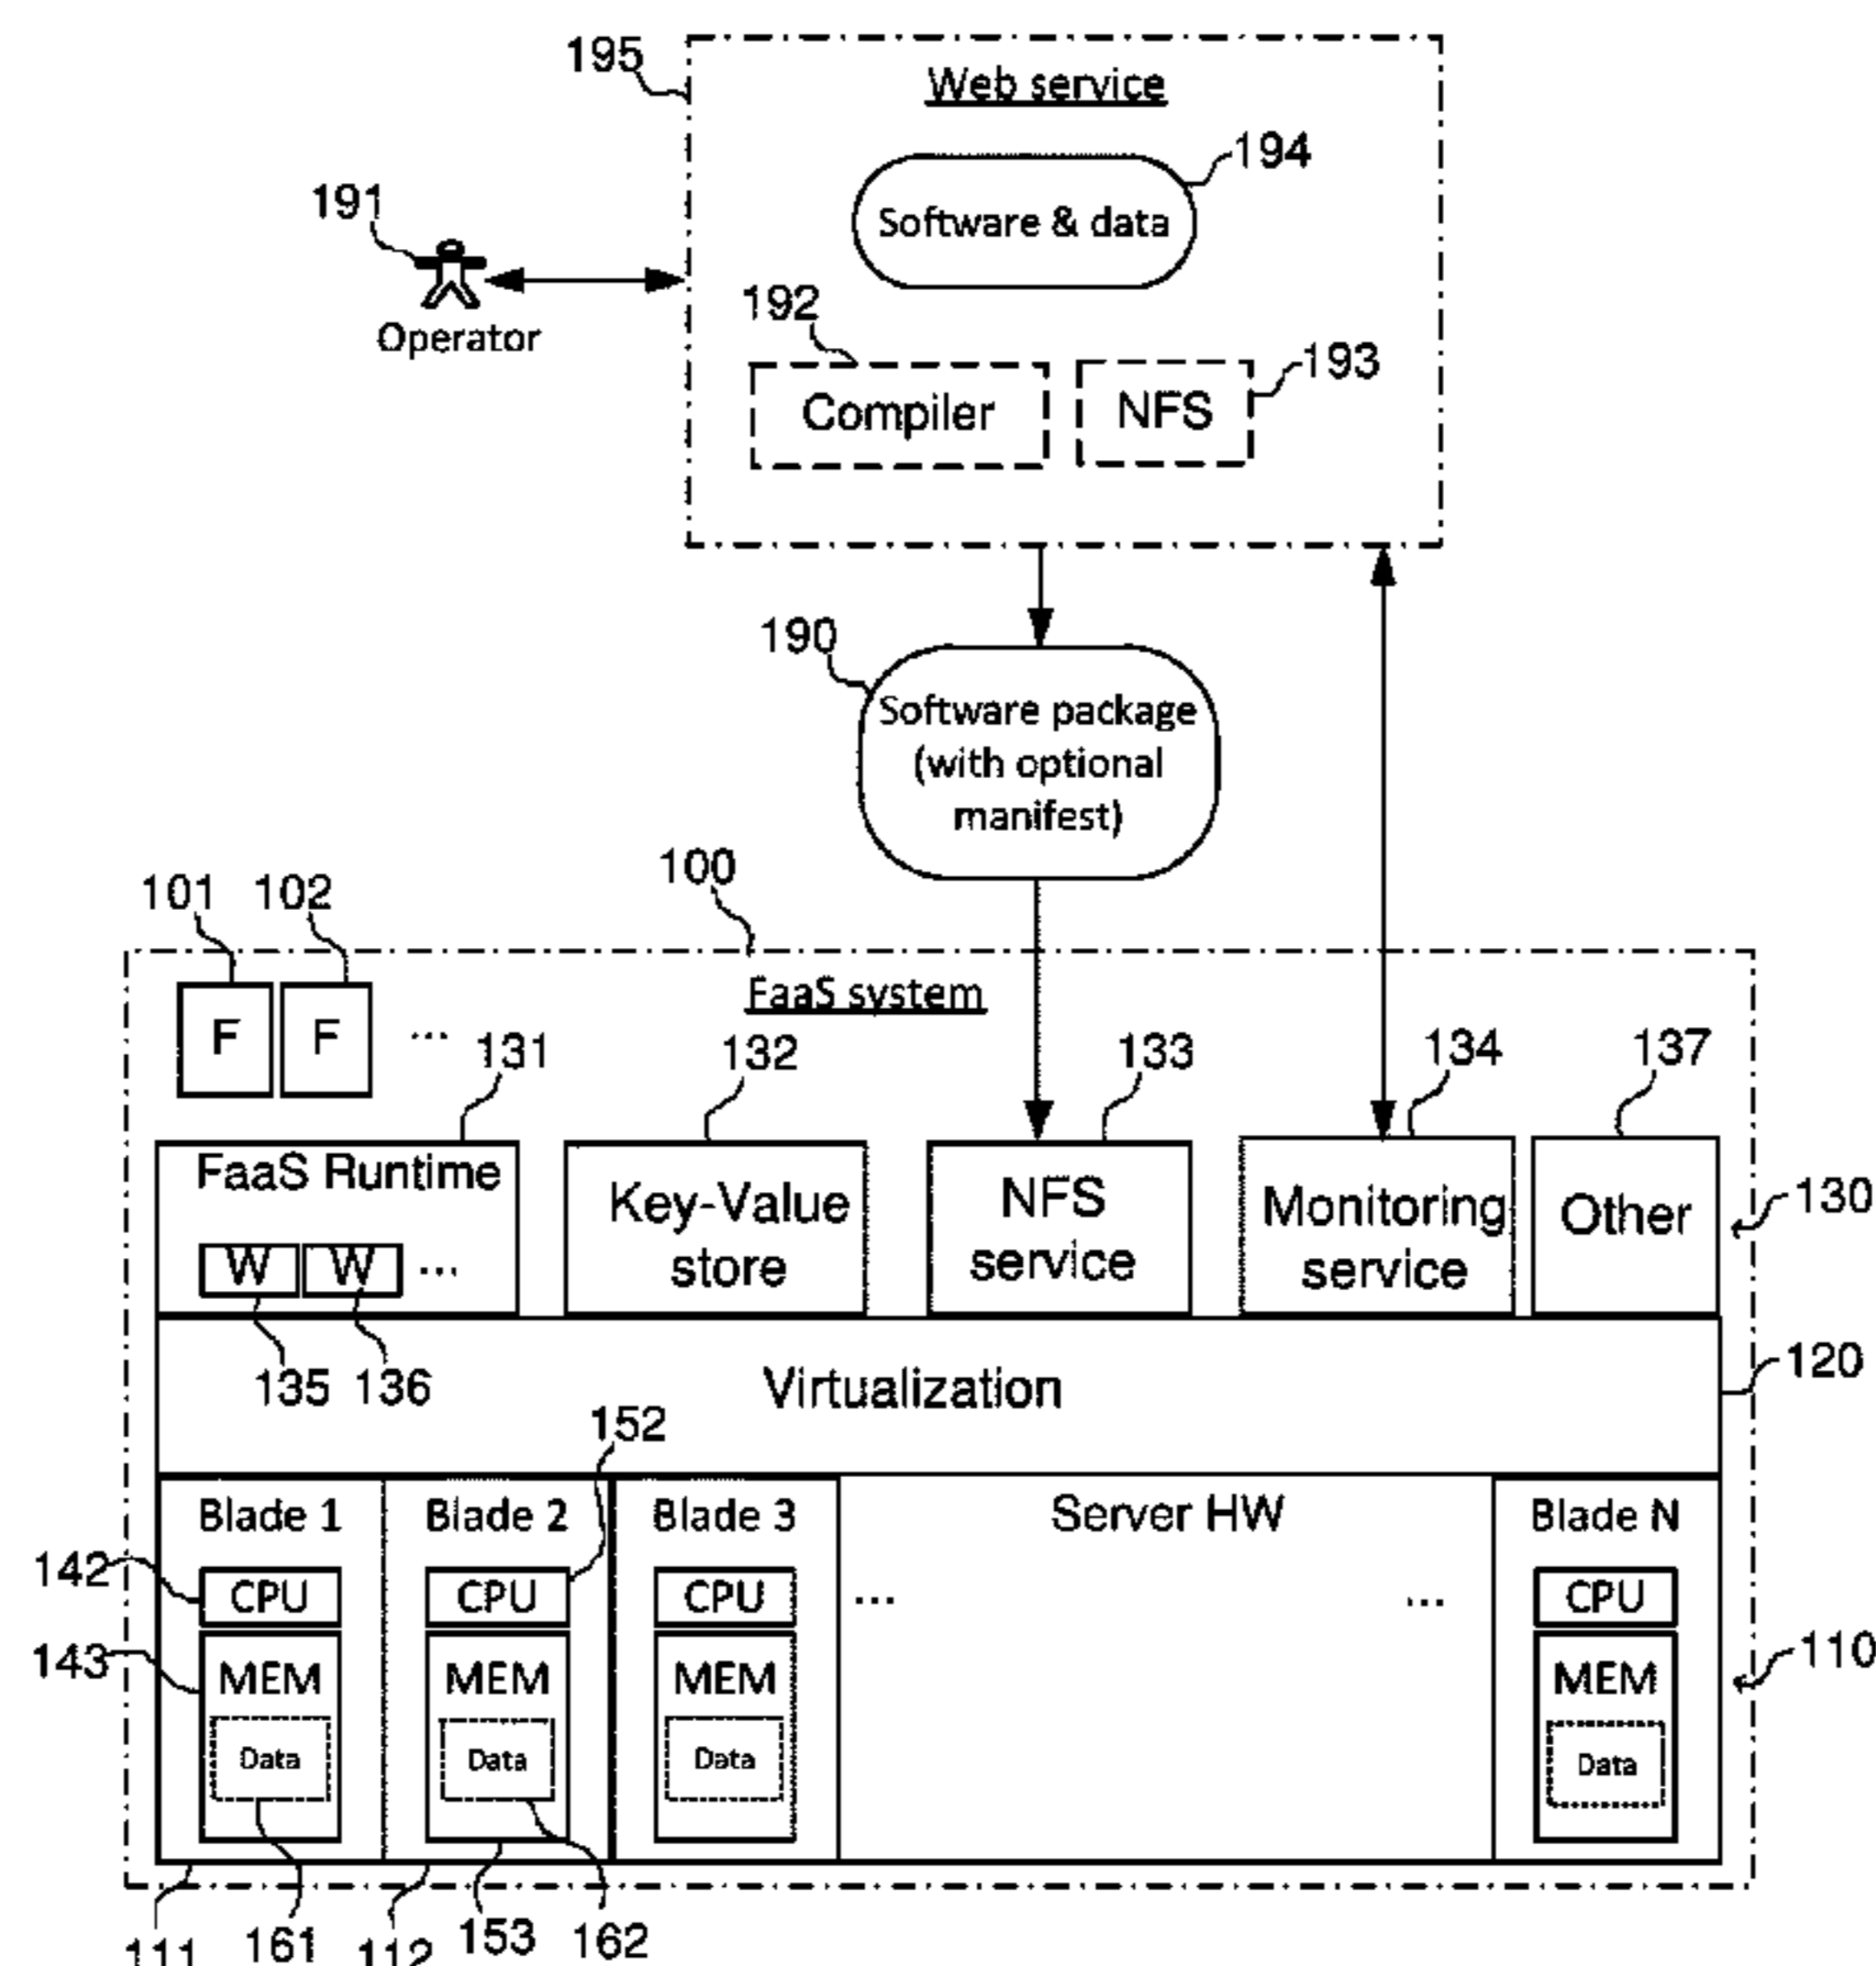 195
Web service
194
Software & data
191
Operator
192
193
Compiler
NFS
190
Software package
(with optional
manifest)
100
101
102
FaaS system
F
F
...
131
132
133
134
137
FaaS Runtime
Key-Value
store
NFS
service
Monitoring
service
Other
130
W
W
...
135
136
Virtualization
120
152
Blade 1
Blade 2
Blade 3
Server HW
Blade N
142
CPU
CPU
CPU
...
...
CPU
143
MEM
MEM
MEM
MEM
110
Data
Data
Data
Data
111
161
112
153
162